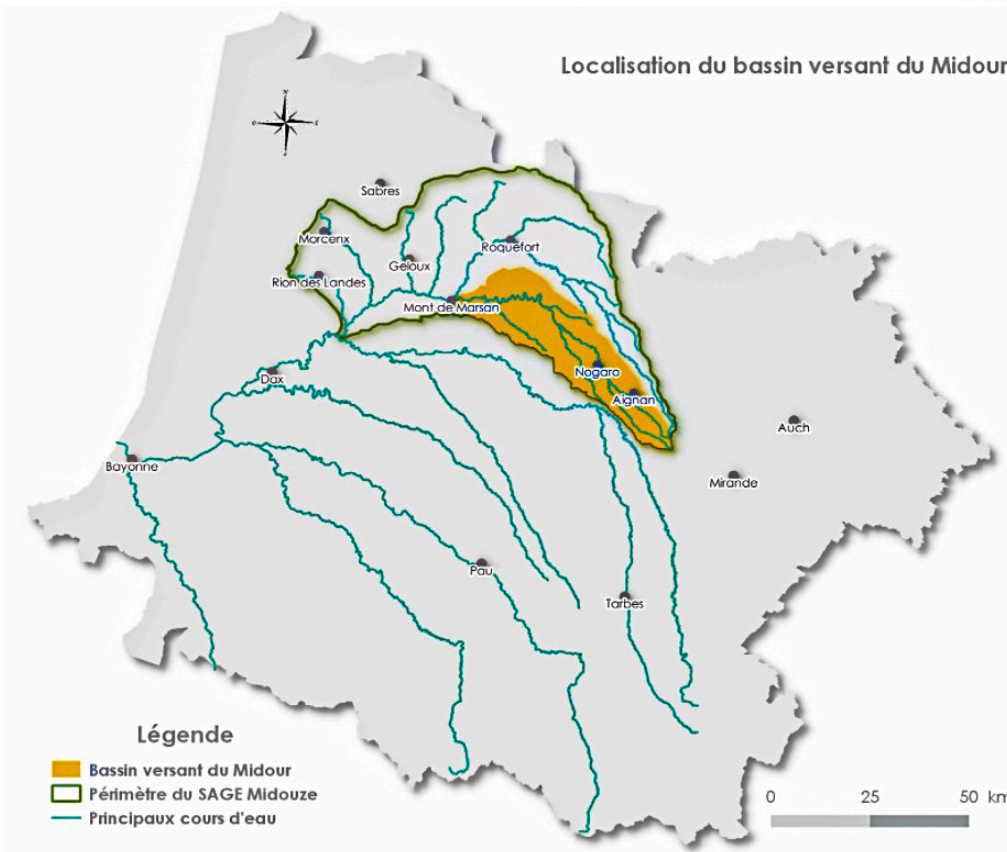 Localisation du bassin versant du Midour
Sabres
Morcenx
Roquefort
Geloux
Rion des Landes
Mont de Marsan
Nogaro
Dax
Aignan
Auch
Bayonne
Mirande
Pau
Tarbes
Légende
Bassin versant du Midour
Périmètre du SAGE Midouze
Principaux cours d'eau
0 25 50 km